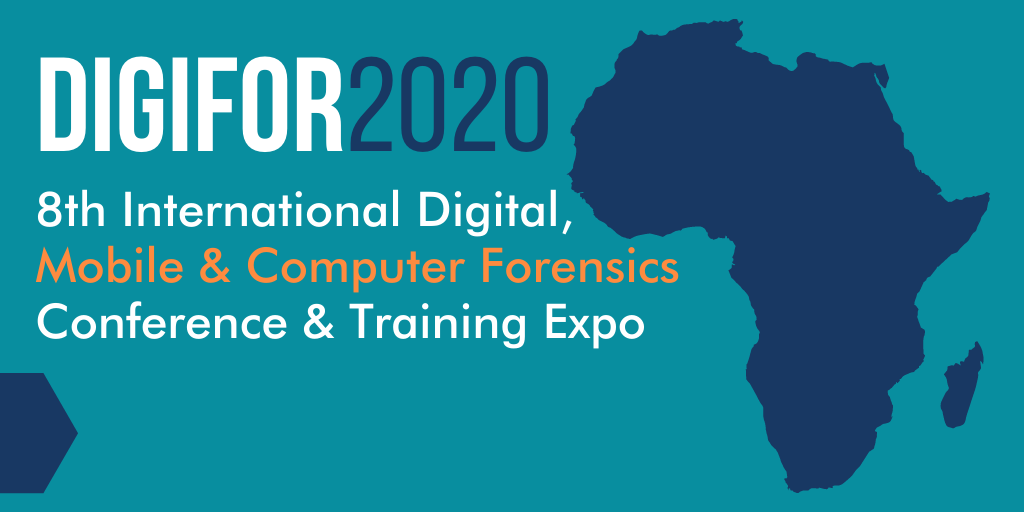 DIGIFOR2020
8th International Digital,
Mobile & Computer Forensics
Conference & Training Expo